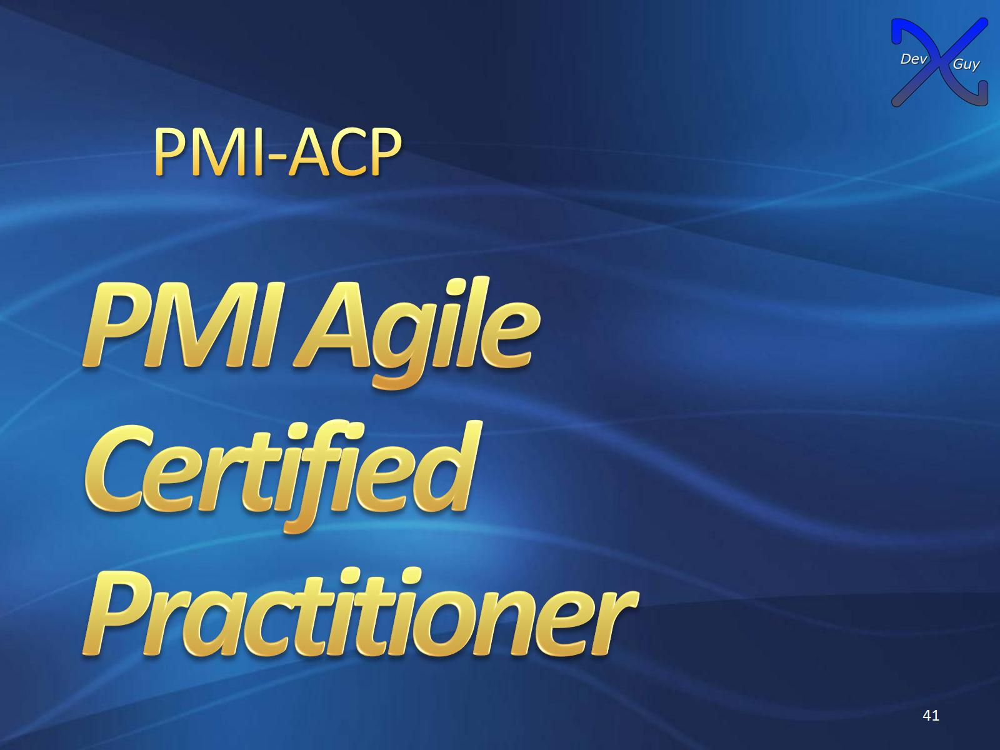 Dev Guy
PMI-ACP
PMI Agile
Certified
Practitioner
41